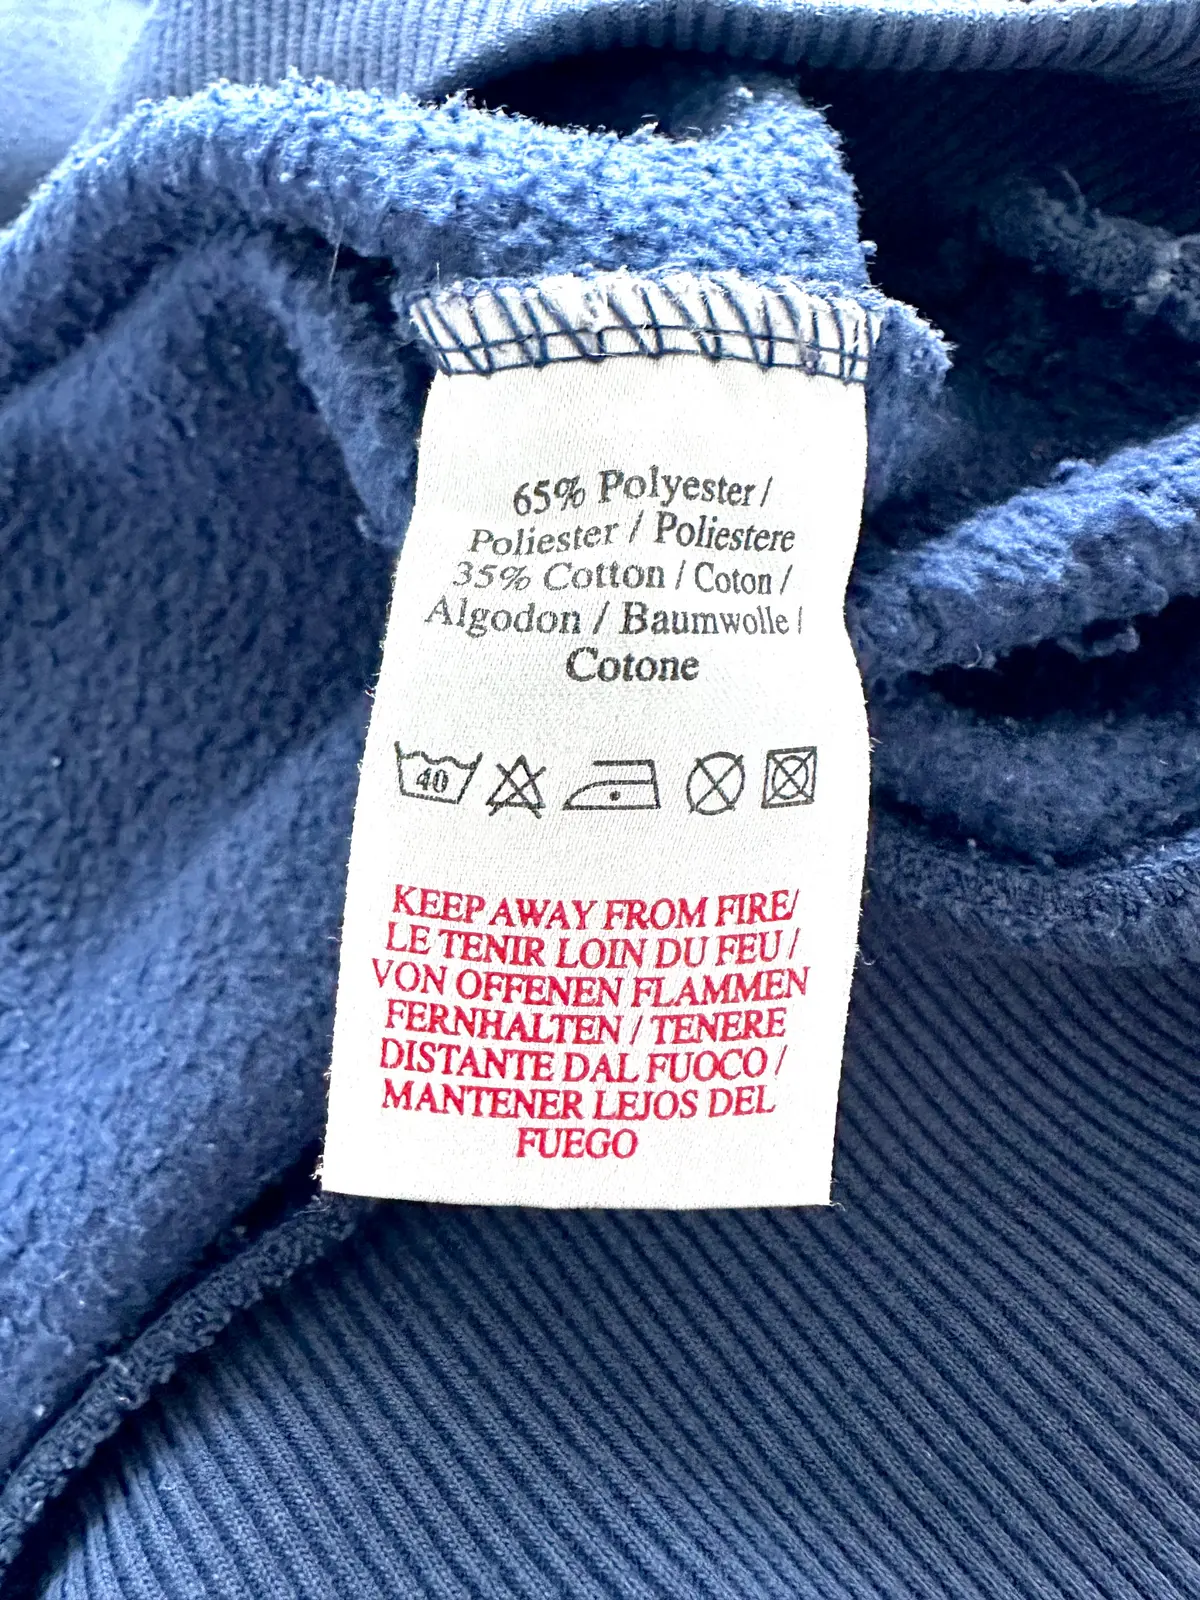 65% Polyester /
Poliester / Poliestere
35% Cotton / Coton /
Algodon / Baumwolle /
Cotone
40
KEEP AWAY FROM FIRE/
LE TENIR LOIN DU FEU /
VON OFFENEN FLAMMEN
FERNHALTEN / TENERE
DISTANTE DAL FUOCO /
MANTENER LEJOS DEL
FUEGO